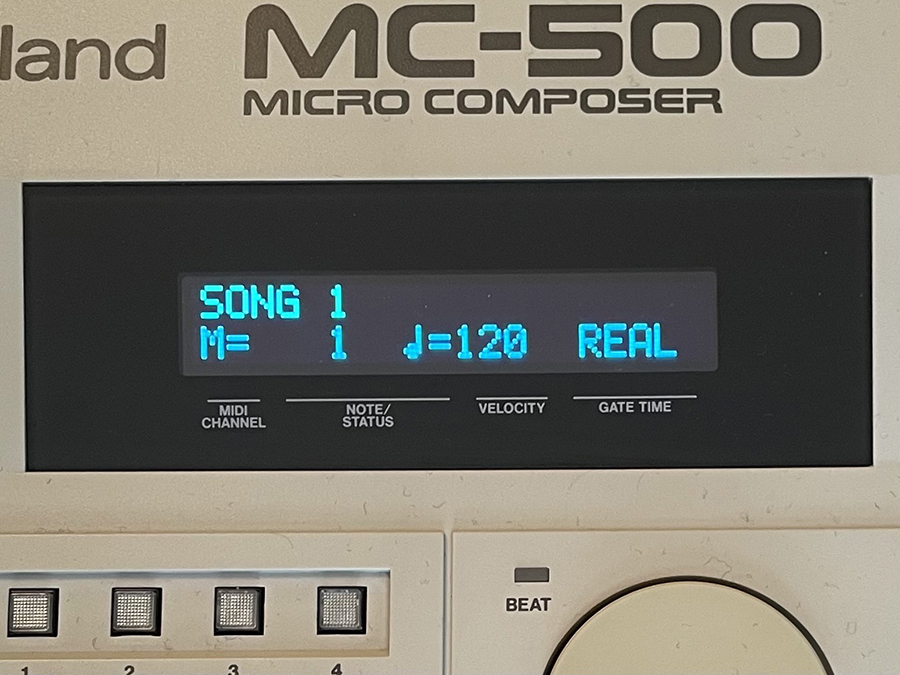 land
MC-500
MICRO COMPOSER
SONG 1
M= 1 ♩=120 REAL
MIDI
CHANNEL
NOTE/
STATUS
VELOCITY
GATE TIME
BEAT
1 2 3 4